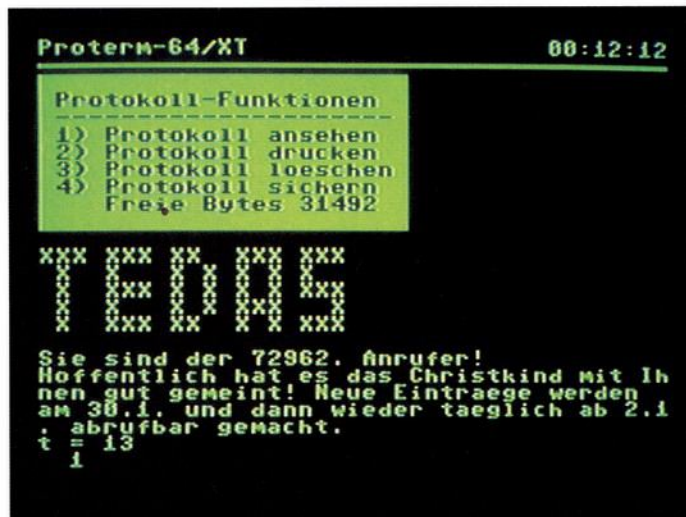 Proterm-64/XT 00:12:12
Protokoll-Funktionen
--------------------
1) Protokoll ansehen
2) Protokoll drucken
3) Protokoll loeschen
4) Protokoll sichern
Freie Bytes 31492
TEDAS
Sie sind der 72962. Anrufer!
Hoffentlich hat es das Christkind mit Ih
nen gut gemeint! Neue Eintraege werden
am 30.1. und dann wieder taeglich ab 2.1
. abrufbar gemacht.
t = 13
1